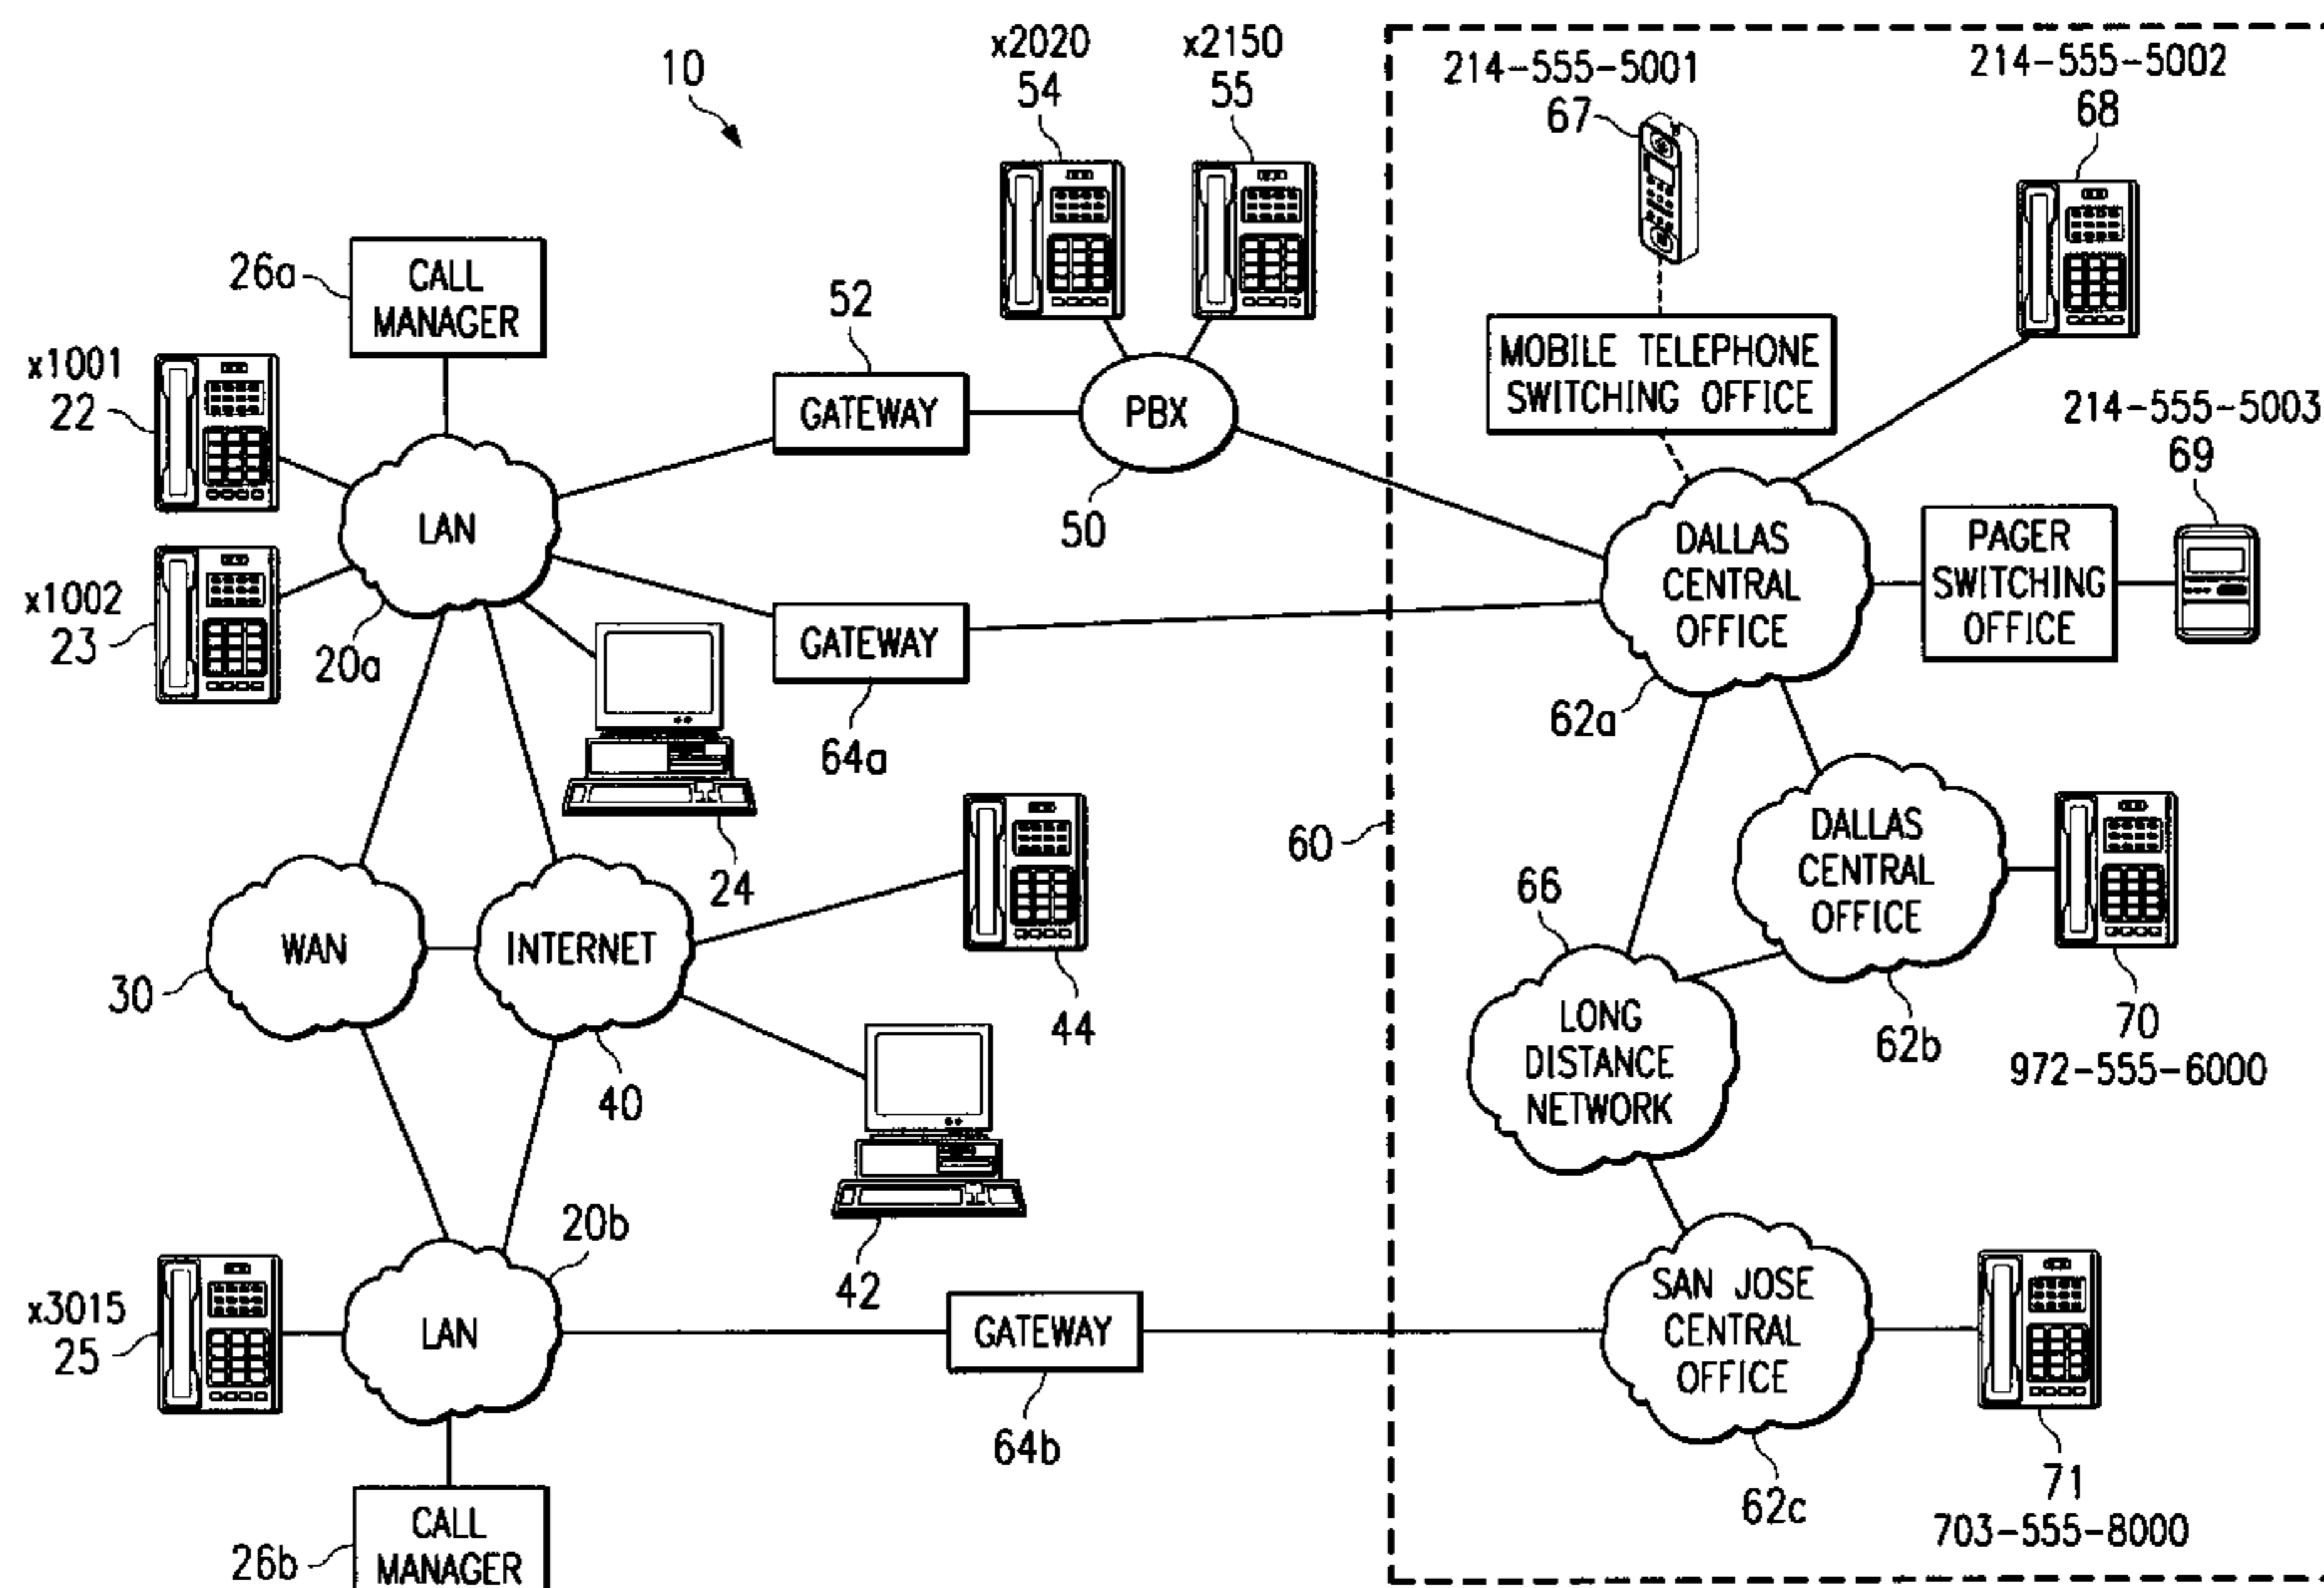 10
x2020
54
x2150
55
214-555-5001
67
214-555-5002
68
26a
CALL
MANAGER
52
MOBILE TELEPHONE
SWITCHING OFFICE
x1001
22
GATEWAY
PBX
214-555-5003
69
LAN
50
DALLAS
CENTRAL
OFFICE
PAGER
SWITCHING
OFFICE
x1002
23
20a
GATEWAY
62a
64a
24
60
DALLAS
CENTRAL
OFFICE
66
WAN
INTERNET
30
44
LONG
DISTANCE
NETWORK
62b
70
972-555-6000
40
20b
42
x3015
25
LAN
GATEWAY
SAN JOSE
CENTRAL
OFFICE
64b
62c
71
703-555-8000
26b
CALL
MANAGER